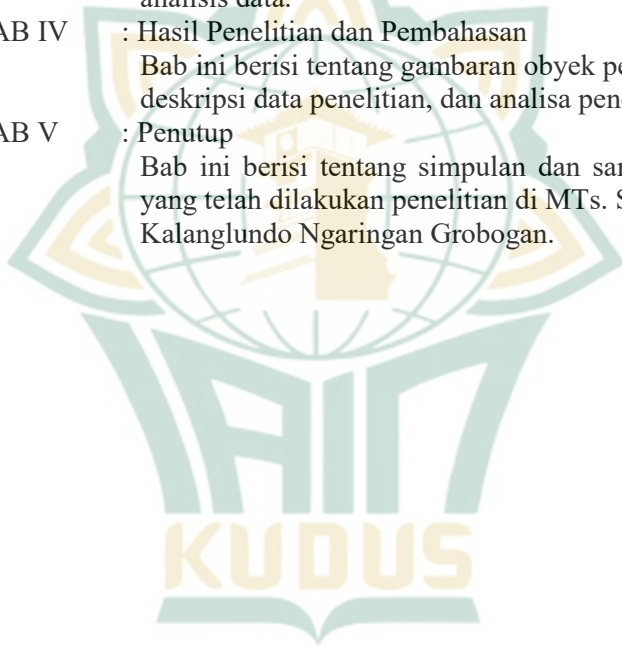 analisis data.
AB IV : Hasil Penelitian dan Pembahasan
Bab ini berisi tentang gambaran obyek pe
deskripsi data penelitian, dan analisa pen
AB V : Penutup
Bab ini berisi tentang simpulan dan sar
yang telah dilakukan penelitian di MTs. S
Kalanglundo Ngaringan Grobogan.
IAIN
KUDUS